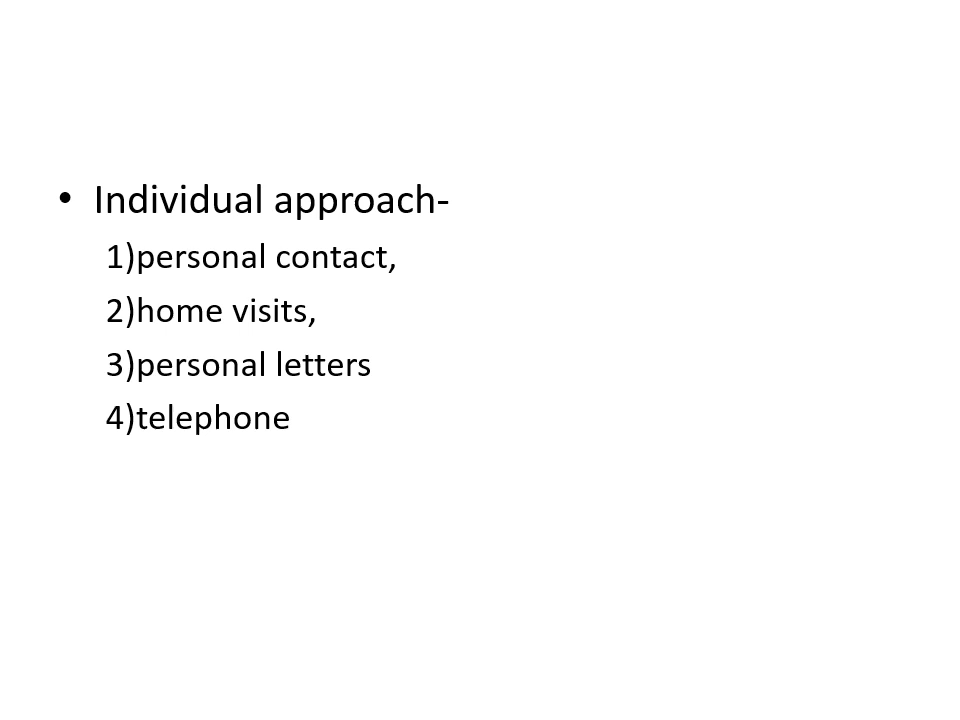 • Individual approach-
1)personal contact,
2)home visits,
3)personal letters
4)telephone